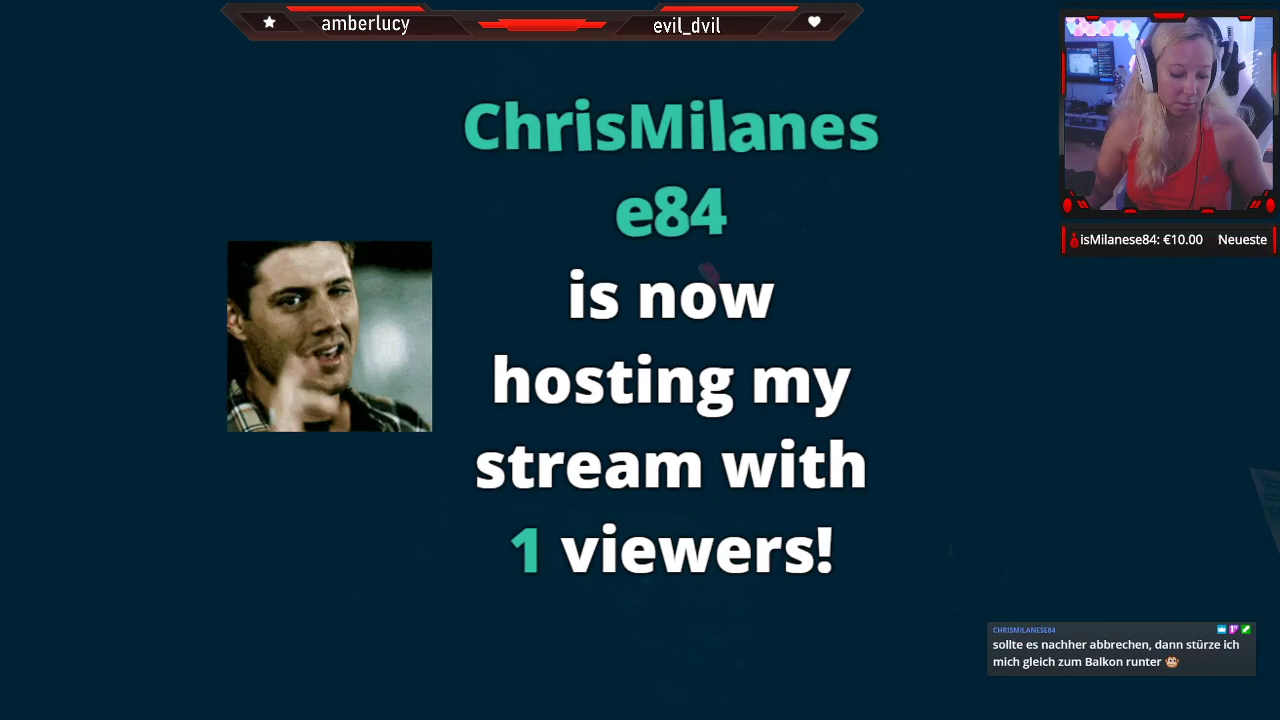 amberlucy
evil_dvil
ChrisMilanes
e84
is now
hosting my
stream with
1 viewers!
isMilanese84: €10.00 Neueste
CHRISMILANESE84
sollte es nachher abbrechen, dann stürze ich
mich gleich zum Balkon runter 🐵